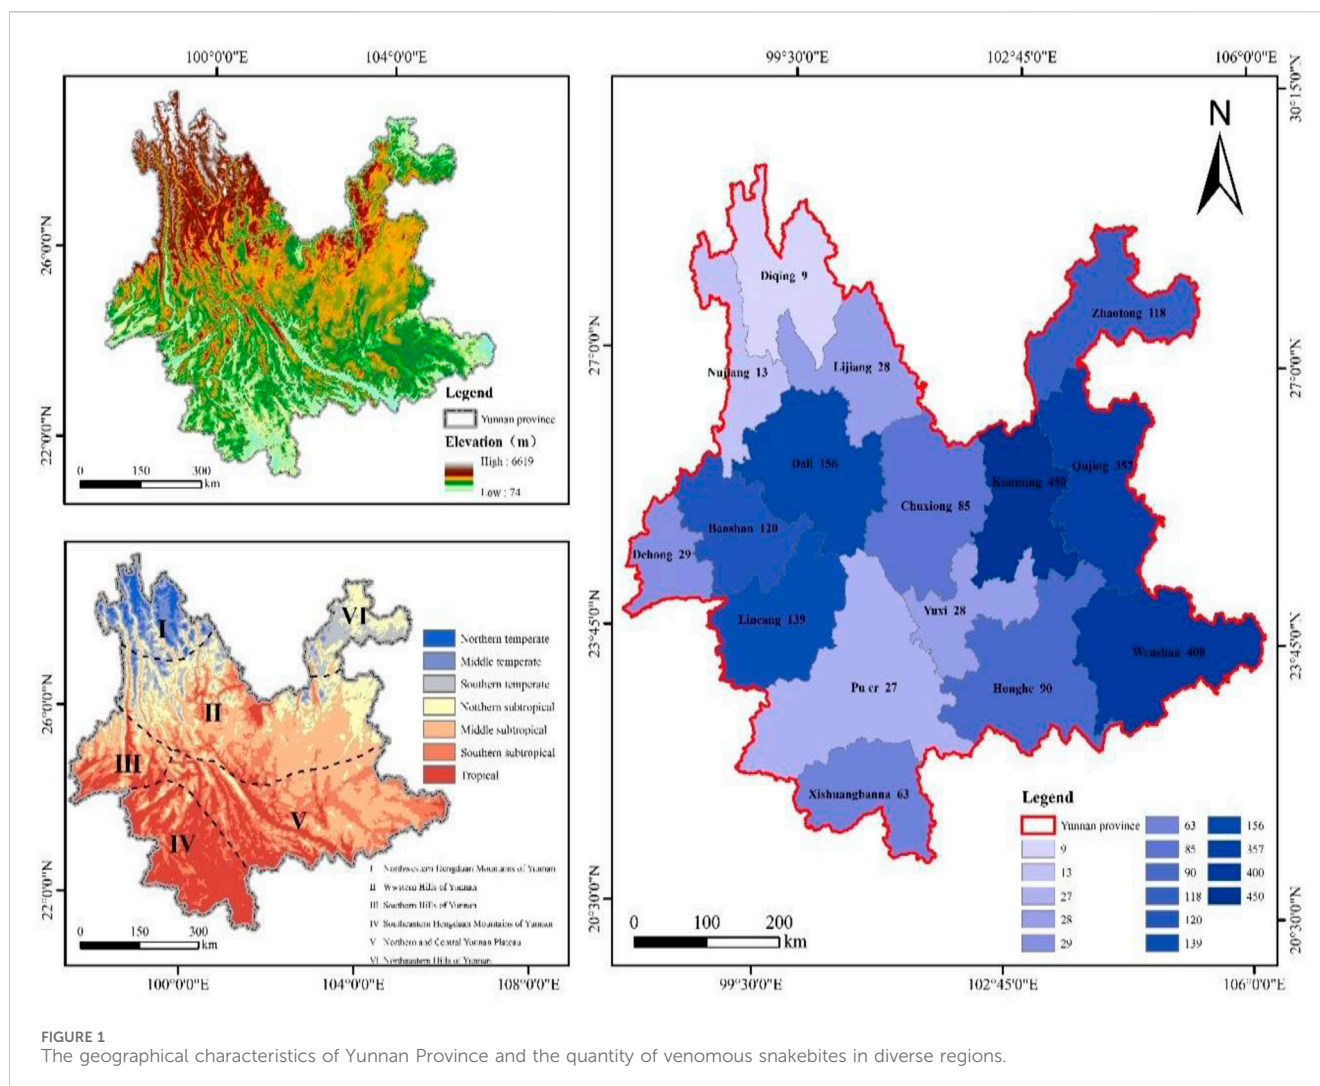 100°0'0"E
104°0'0"E
26°0'0"N
22°0'0"N
Legend
Yunnan province
Elevation（m）
High : 6619
Low : 74
0 150 300
km
I
II
III
IV
V
VI
Northern temperate
Middle temperate
Southern temperate
Northern subtropical
Middle subtropical
Southern subtropical
Tropical
I Northwestern Hengduan Mountains of Yunnan
II Western Hills of Yunnan
III Southern Hills of Yunnan
IV Southeastern Hengduan Mountains of Yunnan
V Northern and Central Yunnan Plateau
VI Northeastern Hills of Yunnan
26°0'0"N
22°0'0"N
0 150 300
km
100°0'0"E
104°0'0"E
108°0'0"E
99°30'0"E
102°45'0"E
106°0'0"E
30°15'0"N
27°0'0"N
23°45'0"N
20°30'0"N
27°0'0"N
23°45'0"N
20°30'0"N
N
Diqing 9
Zhaotong 118
Nujiang 13
Lijiang 28
Dali 156
Qujing 357
Kunming 450
Chuxiong 85
Baoshan 120
Dehong 29
Lincang 139
Yuxi 28
Wenshan 400
Pu er 27
Honghe 90
Xishuangbanna 63
Legend
Yunnan province
9
13
27
28
29
63
85
90
118
120
139
156
357
400
450
0 100 200
km
99°30'0"E
102°45'0"E
106°0'0"E
FIGURE 1
The geographical characteristics of Yunnan Province and the quantity of venomous snakebites in diverse regions.